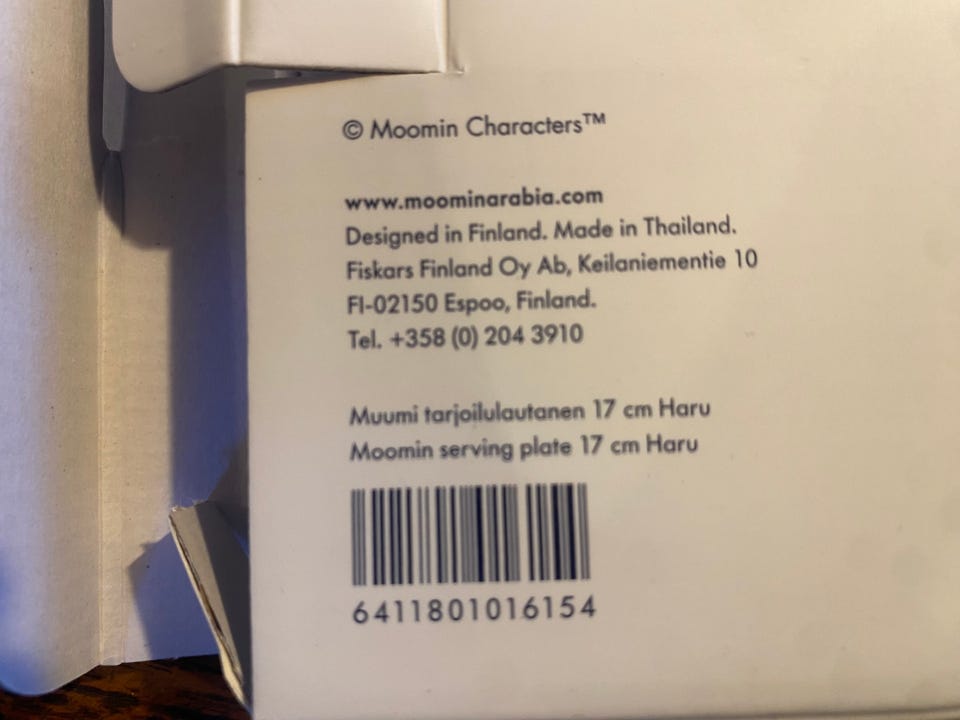 © Moomin Characters™
www.moominarabia.com
Designed in Finland. Made in Thailand.
Fiskars Finland Oy Ab, Keilaniementie 10
FI-02150 Espoo, Finland.
Tel. +358 (0) 204 3910
Muumi tarjoilulautanen 17 cm Haru
Moomin serving plate 17 cm Haru
6411801016154